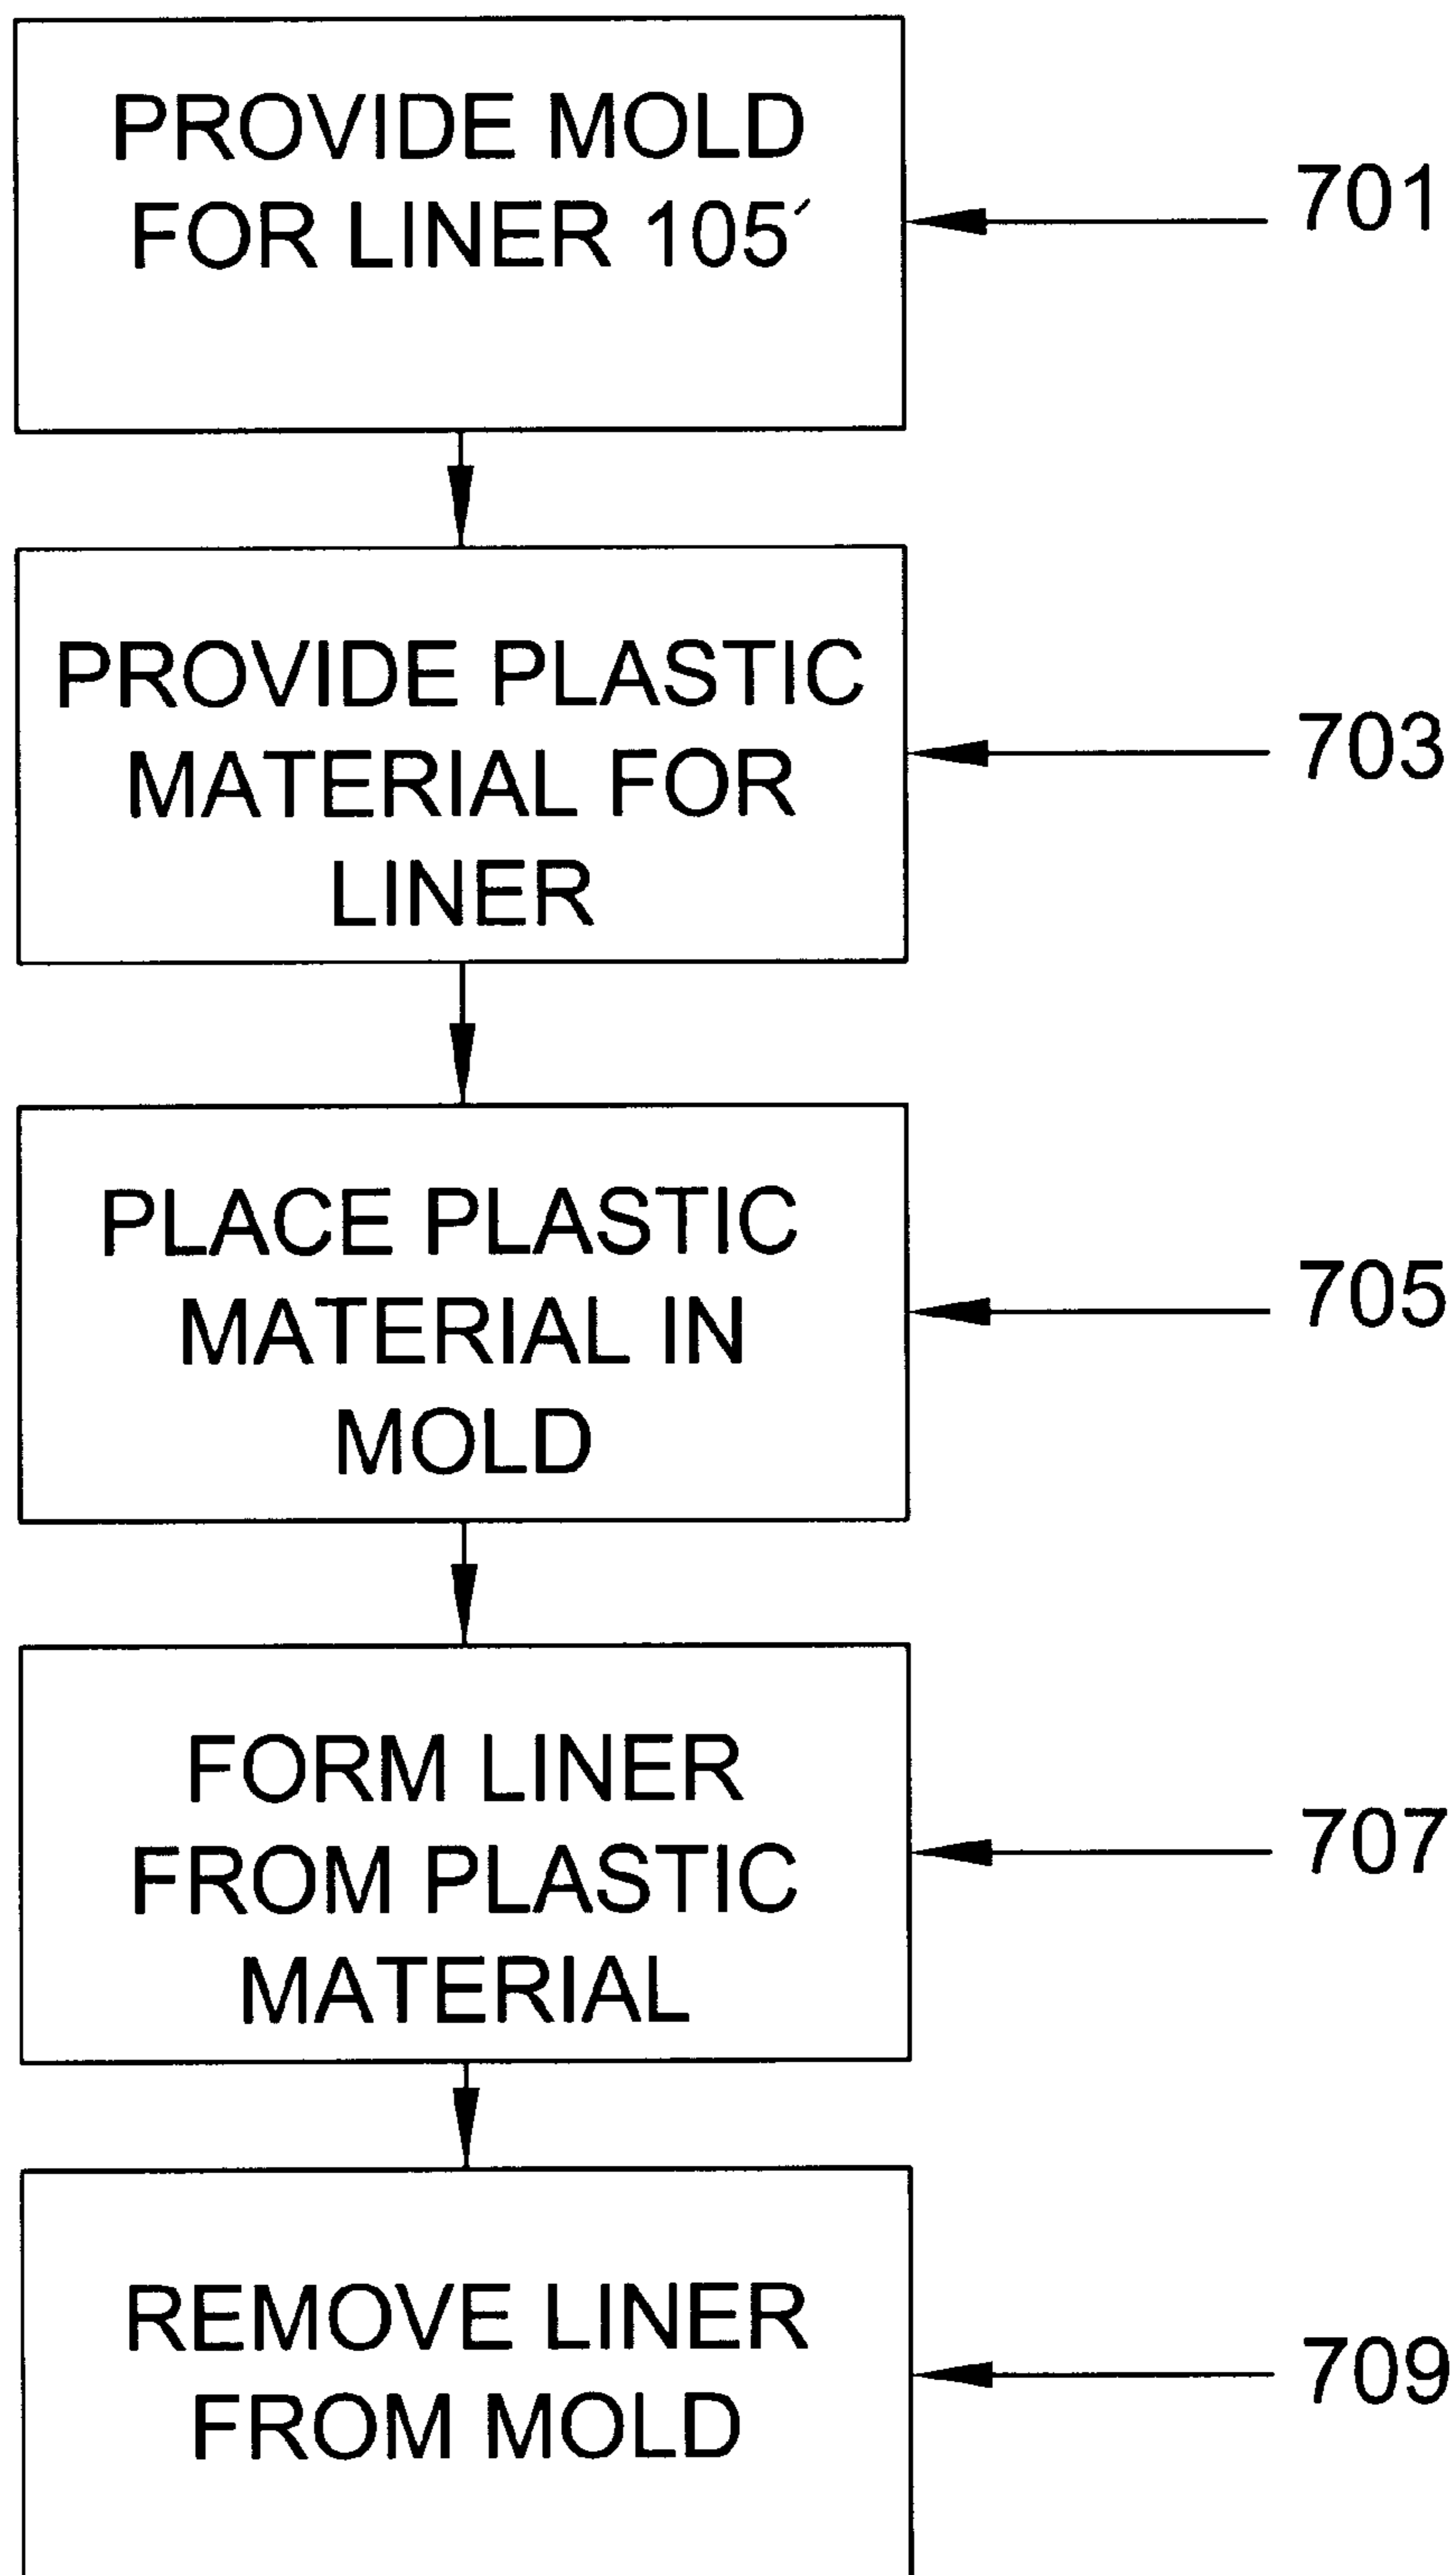 PROVIDE MOLD
FOR LINER 105′
701
PROVIDE PLASTIC
MATERIAL FOR
LINER
703
PLACE PLASTIC
MATERIAL IN
MOLD
705
FORM LINER
FROM PLASTIC
MATERIAL
707
REMOVE LINER
FROM MOLD
709